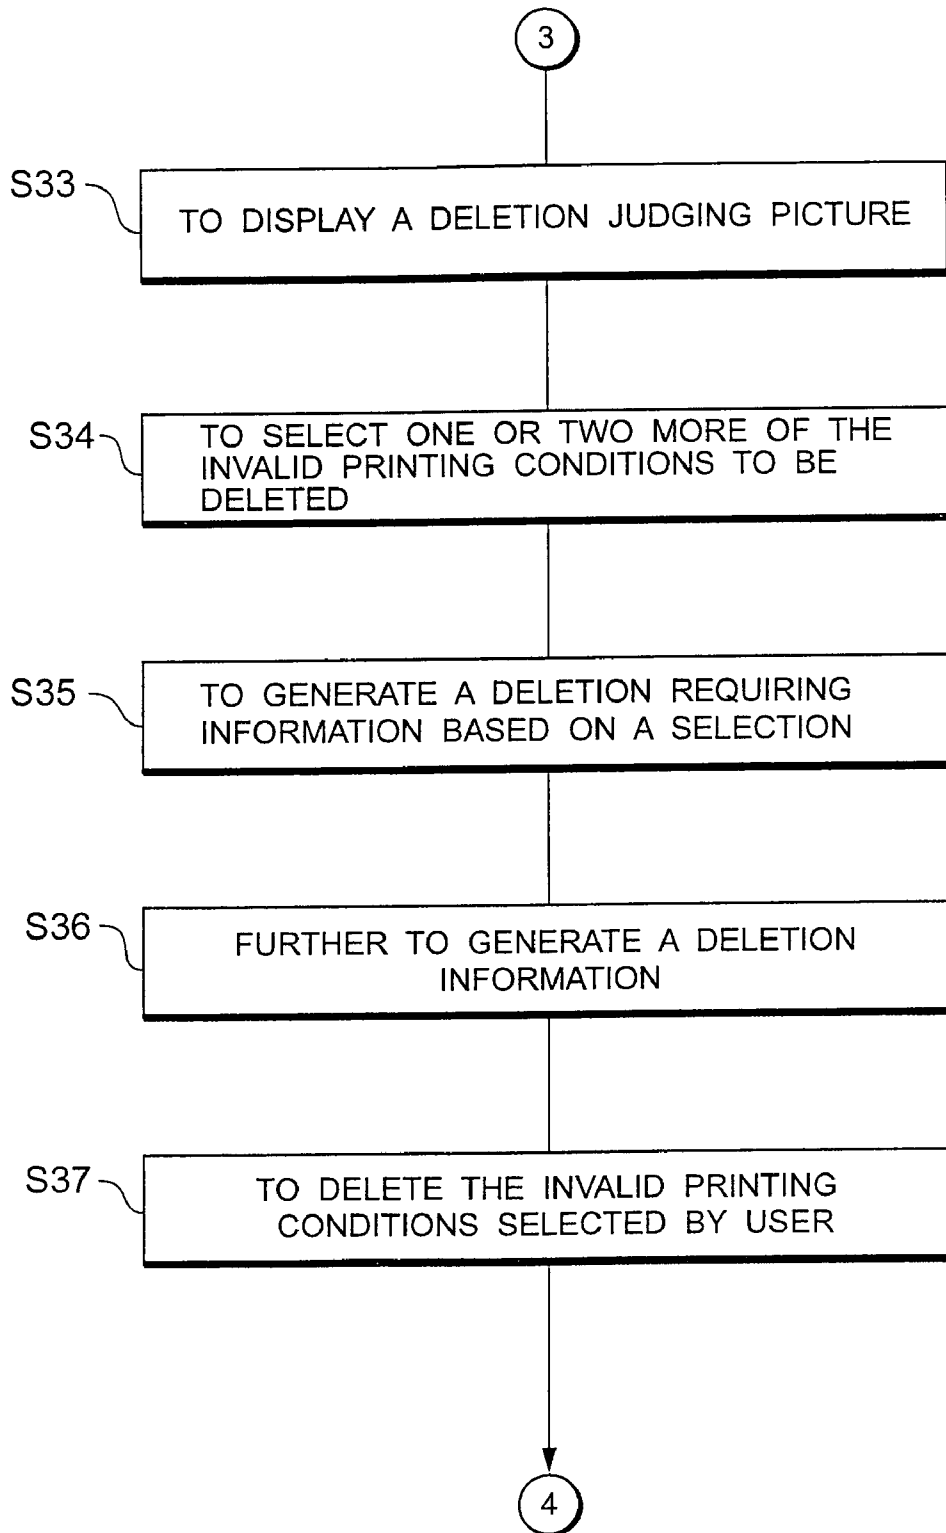 3
S33
TO DISPLAY A DELETION JUDGING PICTURE
S34
TO SELECT ONE OR TWO MORE OF THE
INVALID PRINTING CONDITIONS TO BE
DELETED
S35
TO GENERATE A DELETION REQUIRING
INFORMATION BASED ON A SELECTION
S36
FURTHER TO GENERATE A DELETION
INFORMATION
S37
TO DELETE THE INVALID PRINTING
CONDITIONS SELECTED BY USER
4